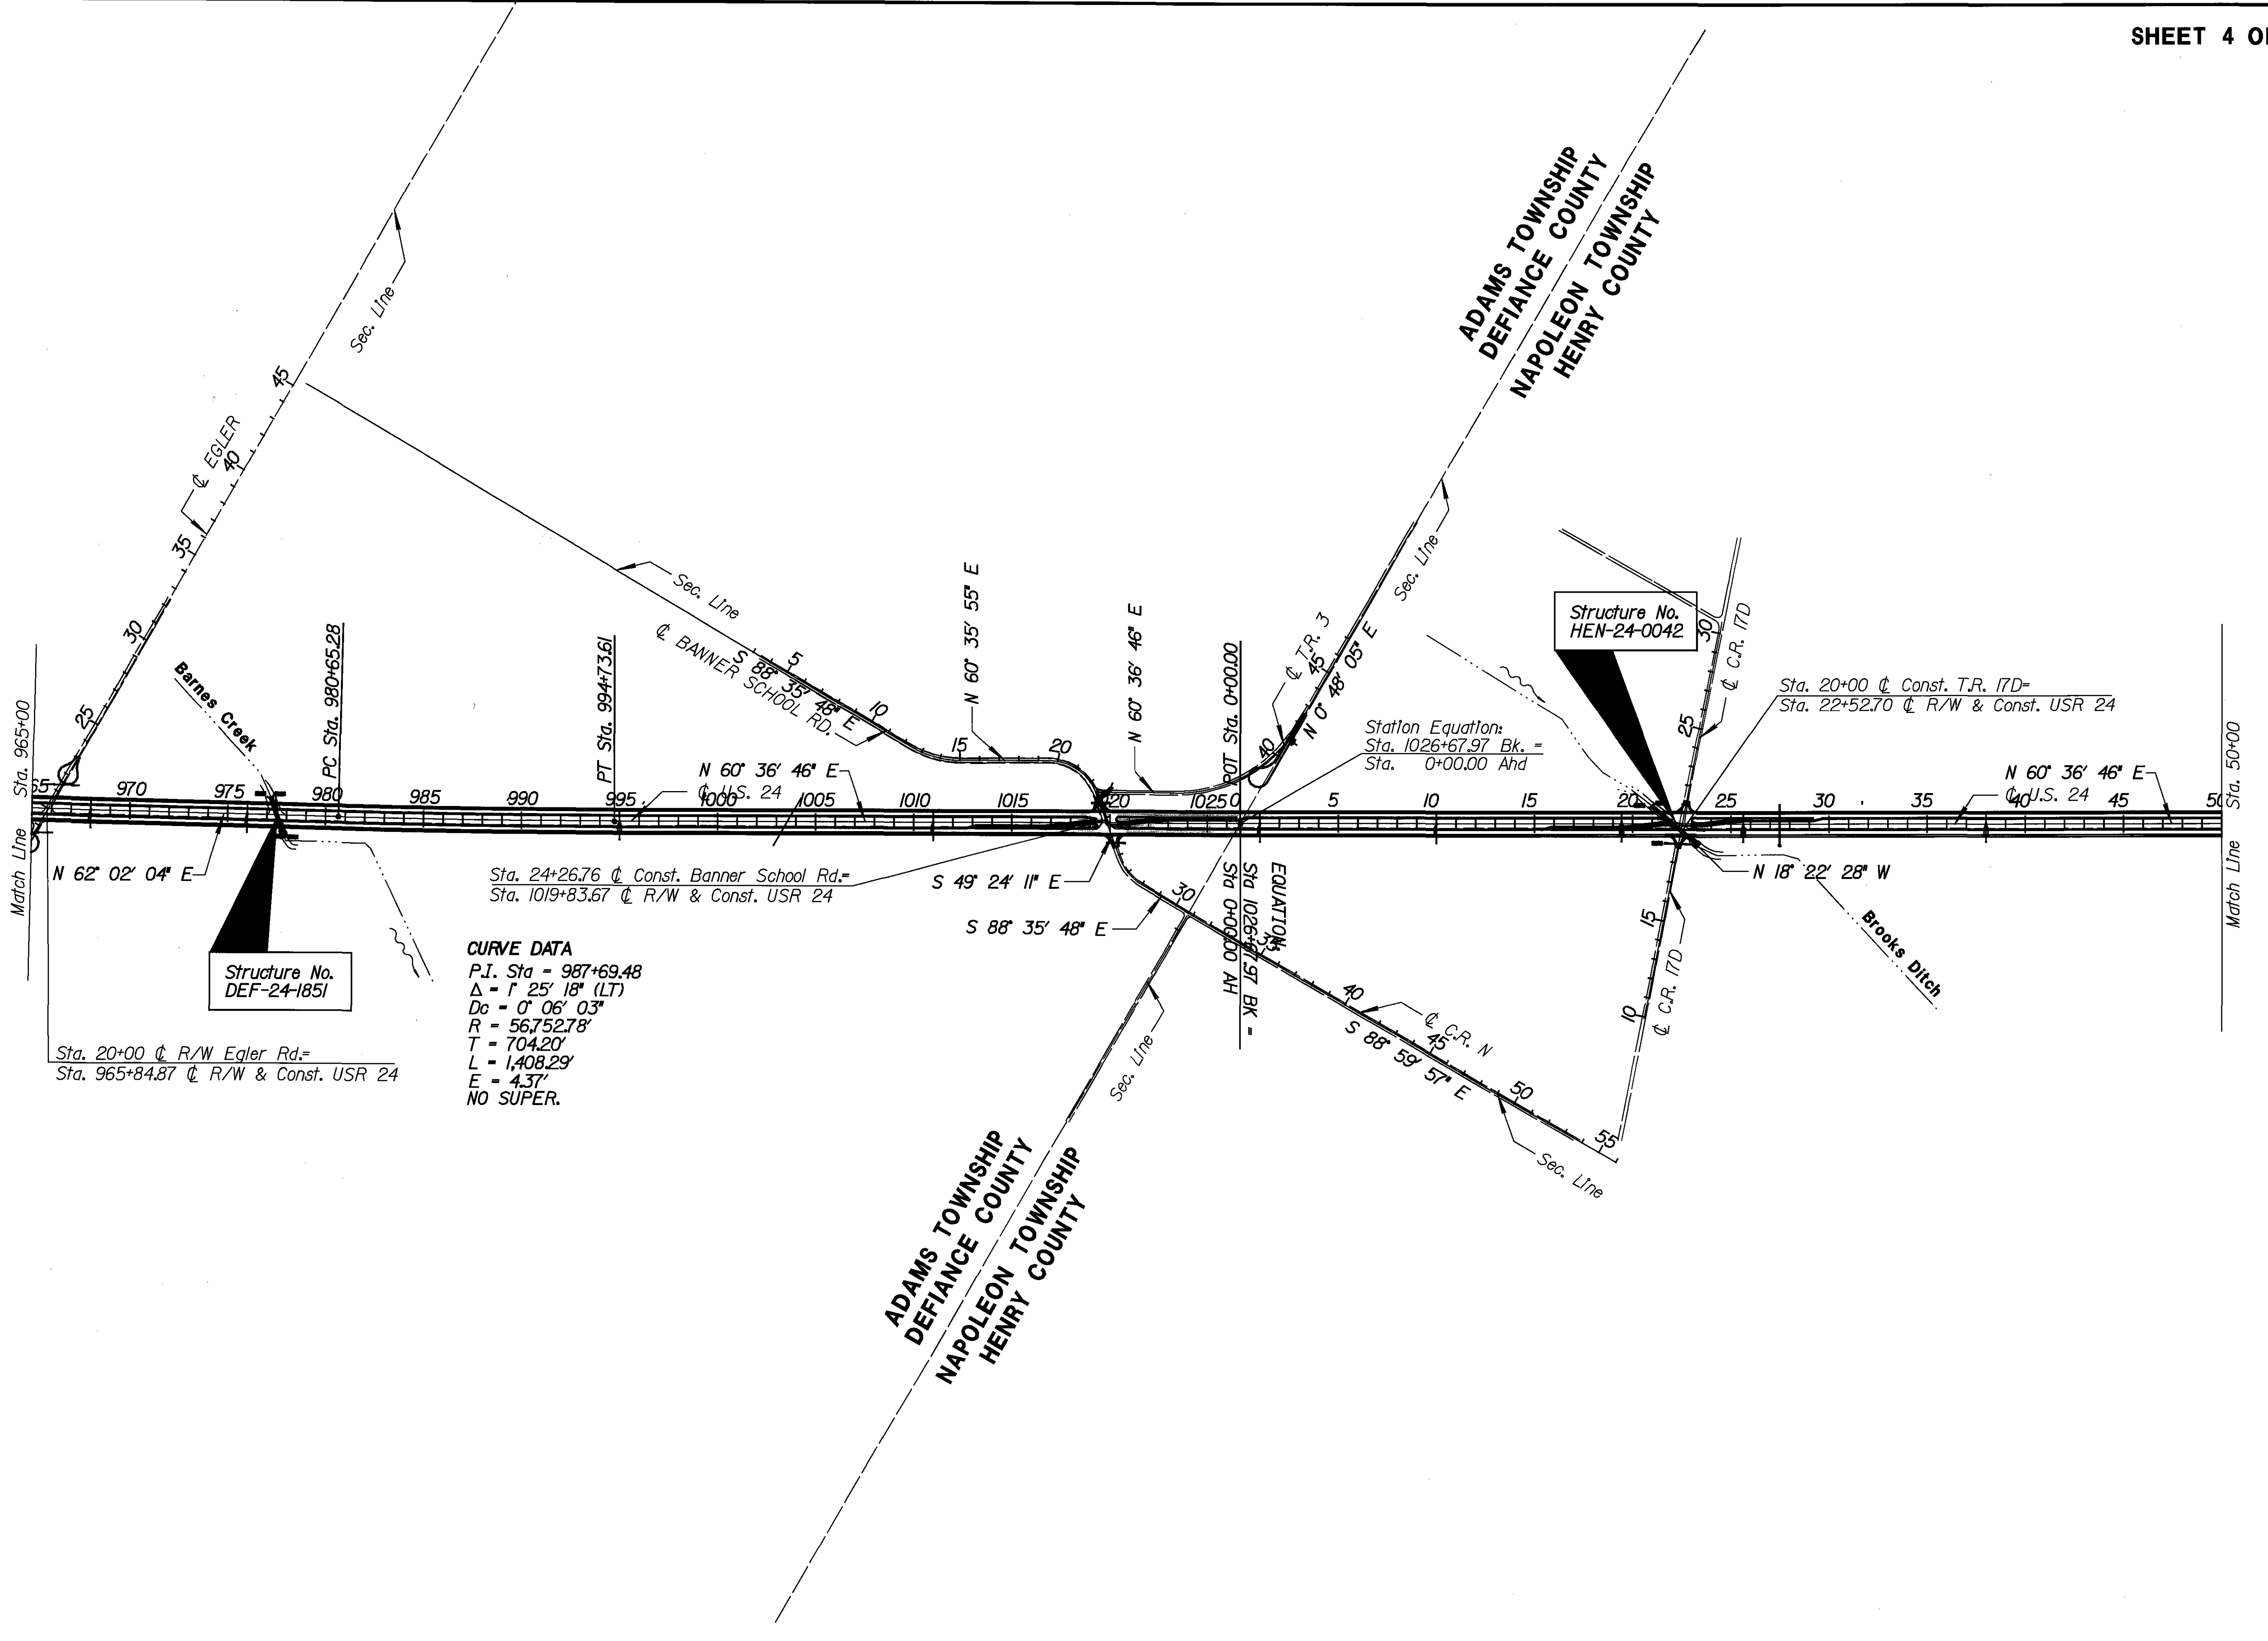 SHEET 4 O
ADAMS TOWNSHIP
DEFIANCE COUNTY
NAPOLEON TOWNSHIP
HENRY COUNTY
Sec. Line
45
℄ EGLER
40
35
30
25
Sec. Line
℄ BANNER SCHOOL RD.
S 88° 35' 48" E
5
10
15
20
N 60° 35' 55" E
N 60° 36' 46" E
POT Sta. 0+00.00
℄ T.R. 3
45
40
N 0° 48' 05" E
Sec. Line
Structure No.
HEN-24-0042
30
25
℄ C.R. 17D
Sta. 20+00 ℄ Const. T.R. 17D=
Sta. 22+52.70 ℄ R/W & Const. USR 24
Station Equation:
Sta. 1026+67.97 Bk. =
Sta. 0+00.00 Ahd
Barnes Creek
PC Sta. 980+65.28
PT Sta. 994+73.61
Match Line Sta. 965+00
65 970 975 980 985 990 995 1000 1005 1010 1015 20 1025 0 5 10 15 20 25 30 35 40 45 50
N 60° 36' 46" E
℄ U.S. 24
N 60° 36' 46" E
℄ U.S. 24
Match Line Sta. 50+00
N 62° 02' 04" E
Sta. 24+26.76 ℄ Const. Banner School Rd.=
Sta. 1019+83.67 ℄ R/W & Const. USR 24
S 49° 24' 11" E
S 88° 35' 48" E
30
EQUATION:
Sta 1026+67.97 BK =
Sta 0+00.00 AH
35
40
℄ C.R. N
45
S 88° 59' 57" E
50
55
Sec. Line
N 18° 22' 28" W
Brooks Ditch
15
10
℄ C.R. 17D
Structure No.
DEF-24-1851
CURVE DATA
P.I. Sta = 987+69.48
Δ = 1° 25' 18" (LT)
Dc = 0° 06' 03"
R = 56,752.78'
T = 704.20'
L = 1,408.29'
E = 4.37'
NO SUPER.
Sta. 20+00 ℄ R/W Egler Rd.=
Sta. 965+84.87 ℄ R/W & Const. USR 24
Sec. Line
ADAMS TOWNSHIP
DEFIANCE COUNTY
NAPOLEON TOWNSHIP
HENRY COUNTY